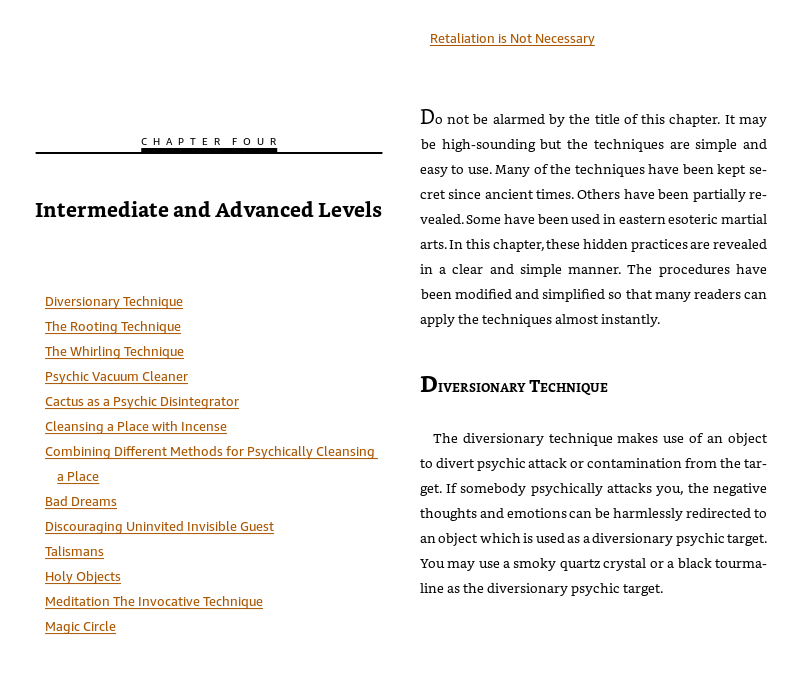 CHAPTER FOUR
Intermediate and Advanced Levels
Diversionary Technique
The Rooting Technique
The Whirling Technique
Psychic Vacuum Cleaner
Cactus as a Psychic Disintegrator
Cleansing a Place with Incense
Combining Different Methods for Psychically Cleansing
a Place
Bad Dreams
Discouraging Uninvited Invisible Guest
Talismans
Holy Objects
Meditation The Invocative Technique
Magic Circle
Retaliation is Not Necessary
Do not be alarmed by the title of this chapter. It may
be high-sounding but the techniques are simple and
easy to use. Many of the techniques have been kept se-
cret since ancient times. Others have been partially re-
vealed. Some have been used in eastern esoteric martial
arts. In this chapter, these hidden practices are revealed
in a clear and simple manner. The procedures have
been modified and simplified so that many readers can
apply the techniques almost instantly.
DIVERSIONARY TECHNIQUE
The diversionary technique makes use of an object
to divert psychic attack or contamination from the tar-
get. If somebody psychically attacks you, the negative
thoughts and emotions can be harmlessly redirected to
an object which is used as a diversionary psychic target.
You may use a smoky quartz crystal or a black tourma-
line as the diversionary psychic target.